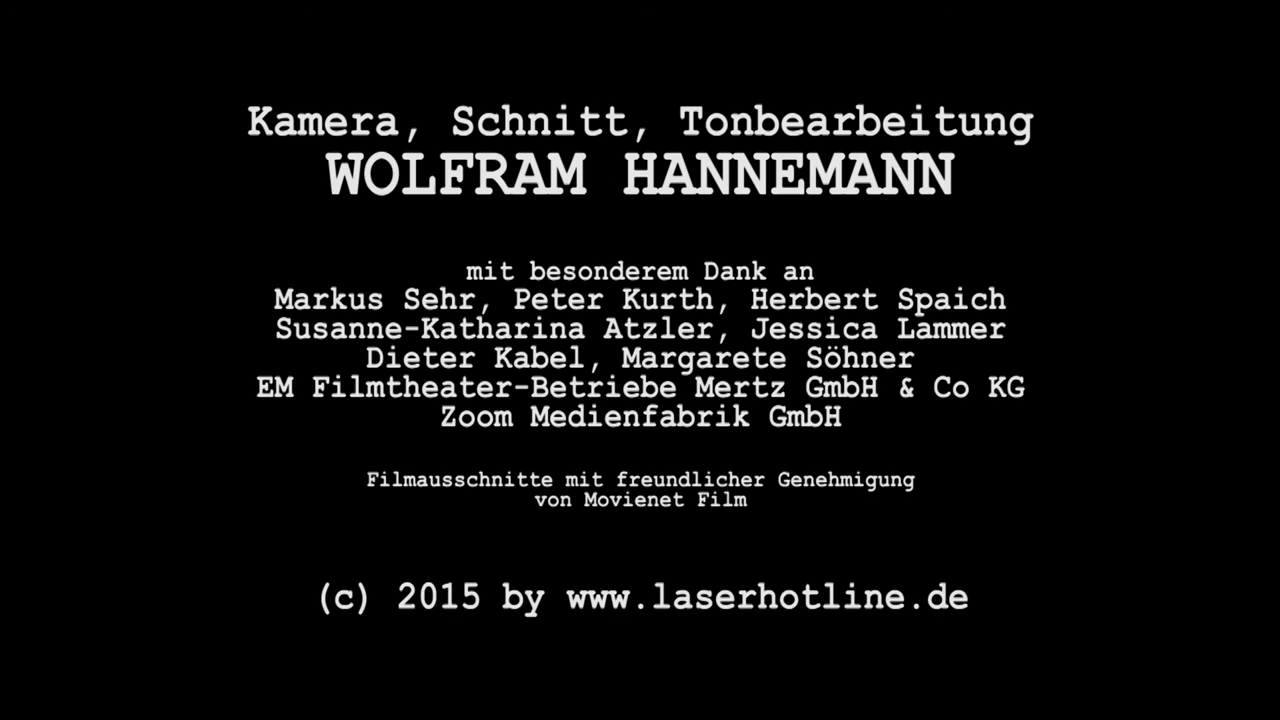 Kamera, Schnitt, Tonbearbeitung
WOLFRAM HANNEMANN
mit besonderem Dank an
Markus Sehr, Peter Kurth, Herbert Spaich
Susanne-Katharina Atzler, Jessica Lammer
Dieter Kabel, Margarete Söhner
EM Filmtheater-Betriebe Mertz GmbH & Co KG
Zoom Medienfabrik GmbH
Filmausschnitte mit freundlicher Genehmigung
von Movienet Film
(c) 2015 by www.laserhotline.de